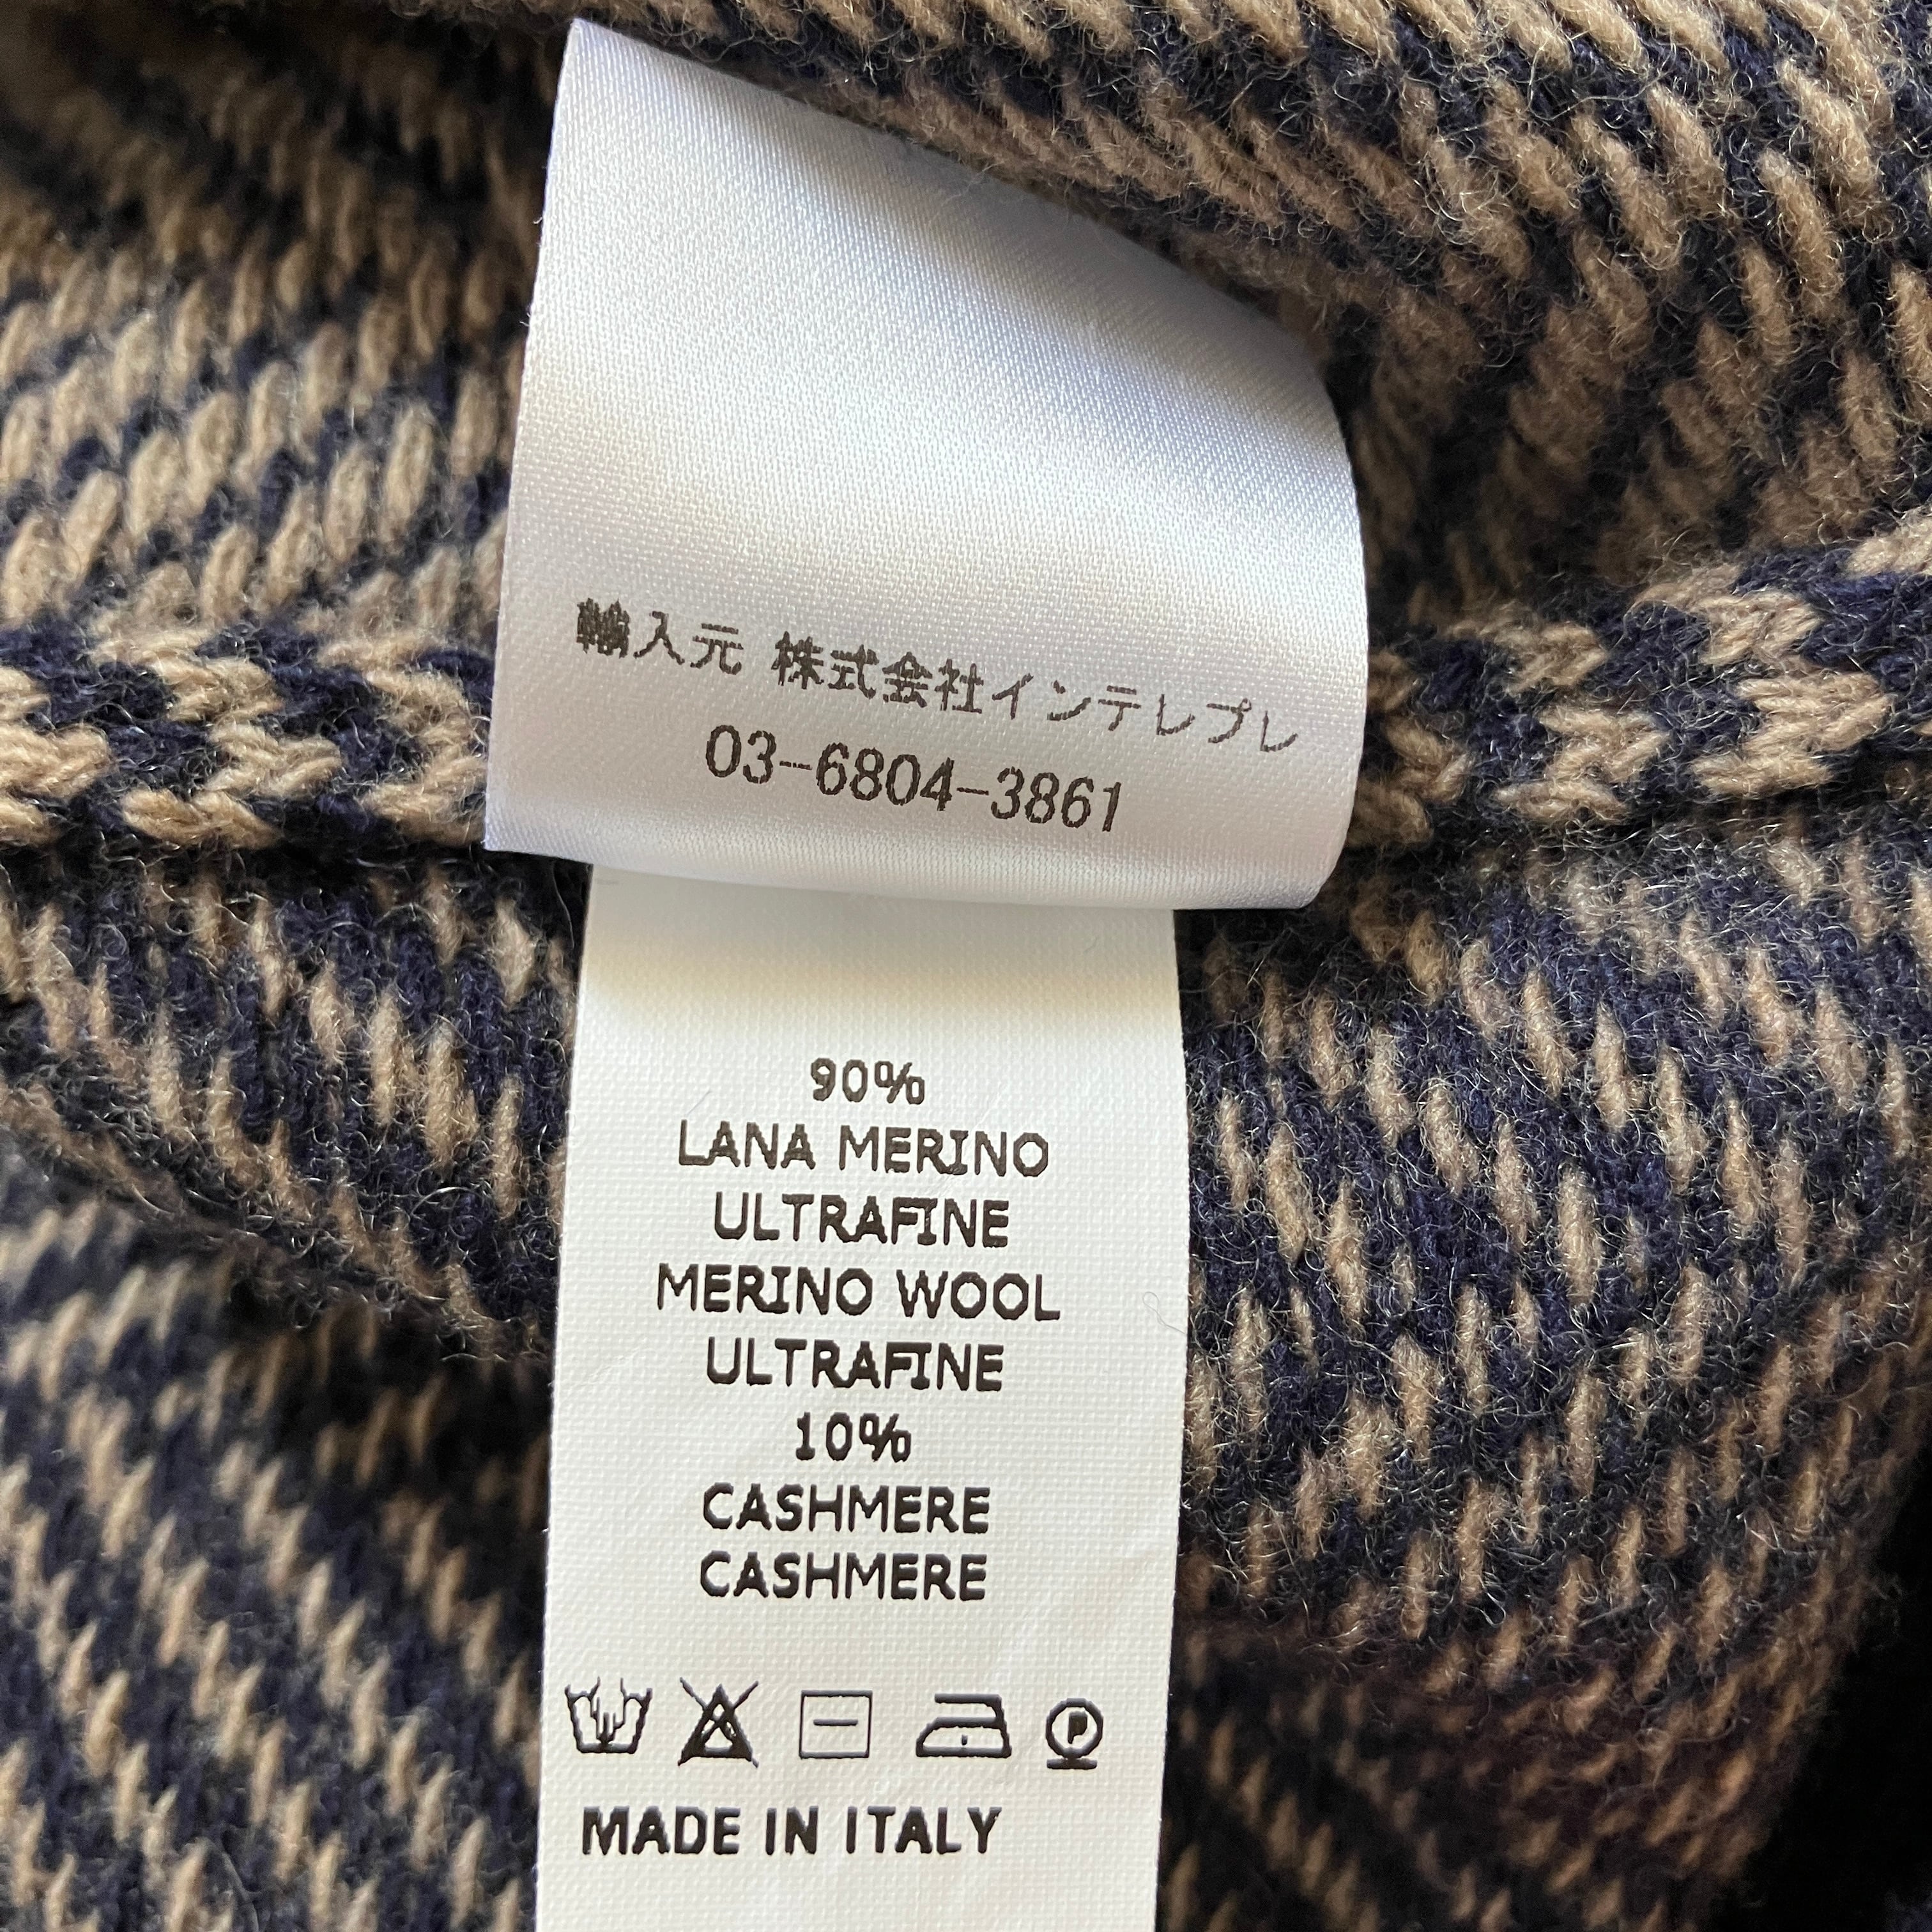 輸入元 株式会社インテレプレ
03-6804-3861
90%
LANA MERINO
ULTRAFINE
MERINO WOOL
ULTRAFINE
10%
CASHMERE
CASHMERE
P
MADE IN ITALY